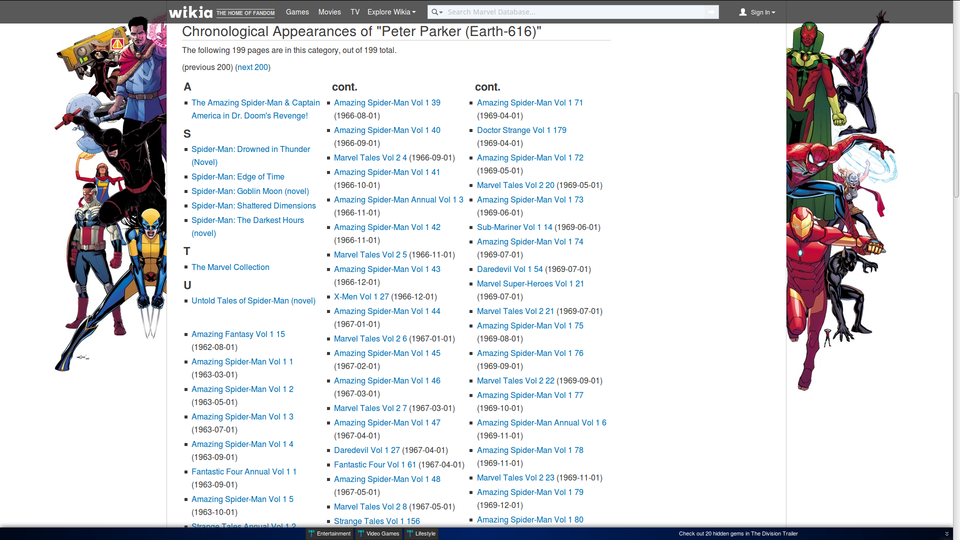 wikia THE HOME OF FANDOM Games Movies TV Explore Wikia Search Marvel Database... Sign In
Chronological Appearances of "Peter Parker (Earth-616)"
The following 199 pages are in this category, out of 199 total.
(previous 200) (next 200)
A
The Amazing Spider-Man & Captain
America in Dr. Doom's Revenge!
S
Spider-Man: Drowned in Thunder
(Novel)
Spider-Man: Edge of Time
Spider-Man: Goblin Moon (novel)
Spider-Man: Shattered Dimensions
Spider-Man: The Darkest Hours
(novel)
T
The Marvel Collection
U
Untold Tales of Spider-Man (novel)
Amazing Fantasy Vol 1 15
(1962-08-01)
Amazing Spider-Man Vol 1 1
(1963-03-01)
Amazing Spider-Man Vol 1 2
(1963-05-01)
Amazing Spider-Man Vol 1 3
(1963-07-01)
Amazing Spider-Man Vol 1 4
(1963-09-01)
Fantastic Four Annual Vol 1 1
(1963-09-01)
Amazing Spider-Man Vol 1 5
(1963-10-01)
Strange Tales Annual Vol 1 2
cont.
Amazing Spider-Man Vol 1 39
(1966-08-01)
Amazing Spider-Man Vol 1 40
(1966-09-01)
Marvel Tales Vol 2 4 (1966-09-01)
Amazing Spider-Man Vol 1 41
(1966-10-01)
Amazing Spider-Man Annual Vol 1 3
(1966-11-01)
Amazing Spider-Man Vol 1 42
(1966-11-01)
Marvel Tales Vol 2 5 (1966-11-01)
Amazing Spider-Man Vol 1 43
(1966-12-01)
X-Men Vol 1 27 (1966-12-01)
Amazing Spider-Man Vol 1 44
(1967-01-01)
Marvel Tales Vol 2 6 (1967-01-01)
Amazing Spider-Man Vol 1 45
(1967-02-01)
Amazing Spider-Man Vol 1 46
(1967-03-01)
Marvel Tales Vol 2 7 (1967-03-01)
Amazing Spider-Man Vol 1 47
(1967-04-01)
Daredevil Vol 1 27 (1967-04-01)
Fantastic Four Vol 1 61 (1967-04-01)
Amazing Spider-Man Vol 1 48
(1967-05-01)
Marvel Tales Vol 2 8 (1967-05-01)
Strange Tales Vol 1 156
cont.
Amazing Spider-Man Vol 1 71
(1969-04-01)
Doctor Strange Vol 1 179
(1969-04-01)
Amazing Spider-Man Vol 1 72
(1969-05-01)
Marvel Tales Vol 2 20 (1969-05-01)
Amazing Spider-Man Vol 1 73
(1969-06-01)
Sub-Mariner Vol 1 14 (1969-06-01)
Amazing Spider-Man Vol 1 74
(1969-07-01)
Daredevil Vol 1 54 (1969-07-01)
Marvel Super-Heroes Vol 1 21
(1969-07-01)
Marvel Tales Vol 2 21 (1969-07-01)
Amazing Spider-Man Vol 1 75
(1969-08-01)
Amazing Spider-Man Vol 1 76
(1969-09-01)
Marvel Tales Vol 2 22 (1969-09-01)
Amazing Spider-Man Vol 1 77
(1969-10-01)
Amazing Spider-Man Annual Vol 1 6
(1969-11-01)
Amazing Spider-Man Vol 1 78
(1969-11-01)
Marvel Tales Vol 2 23 (1969-11-01)
Amazing Spider-Man Vol 1 79
(1969-12-01)
Amazing Spider-Man Vol 1 80
Entertainment Video Games Lifestyle Check out 20 hidden gems in The Division Trailer